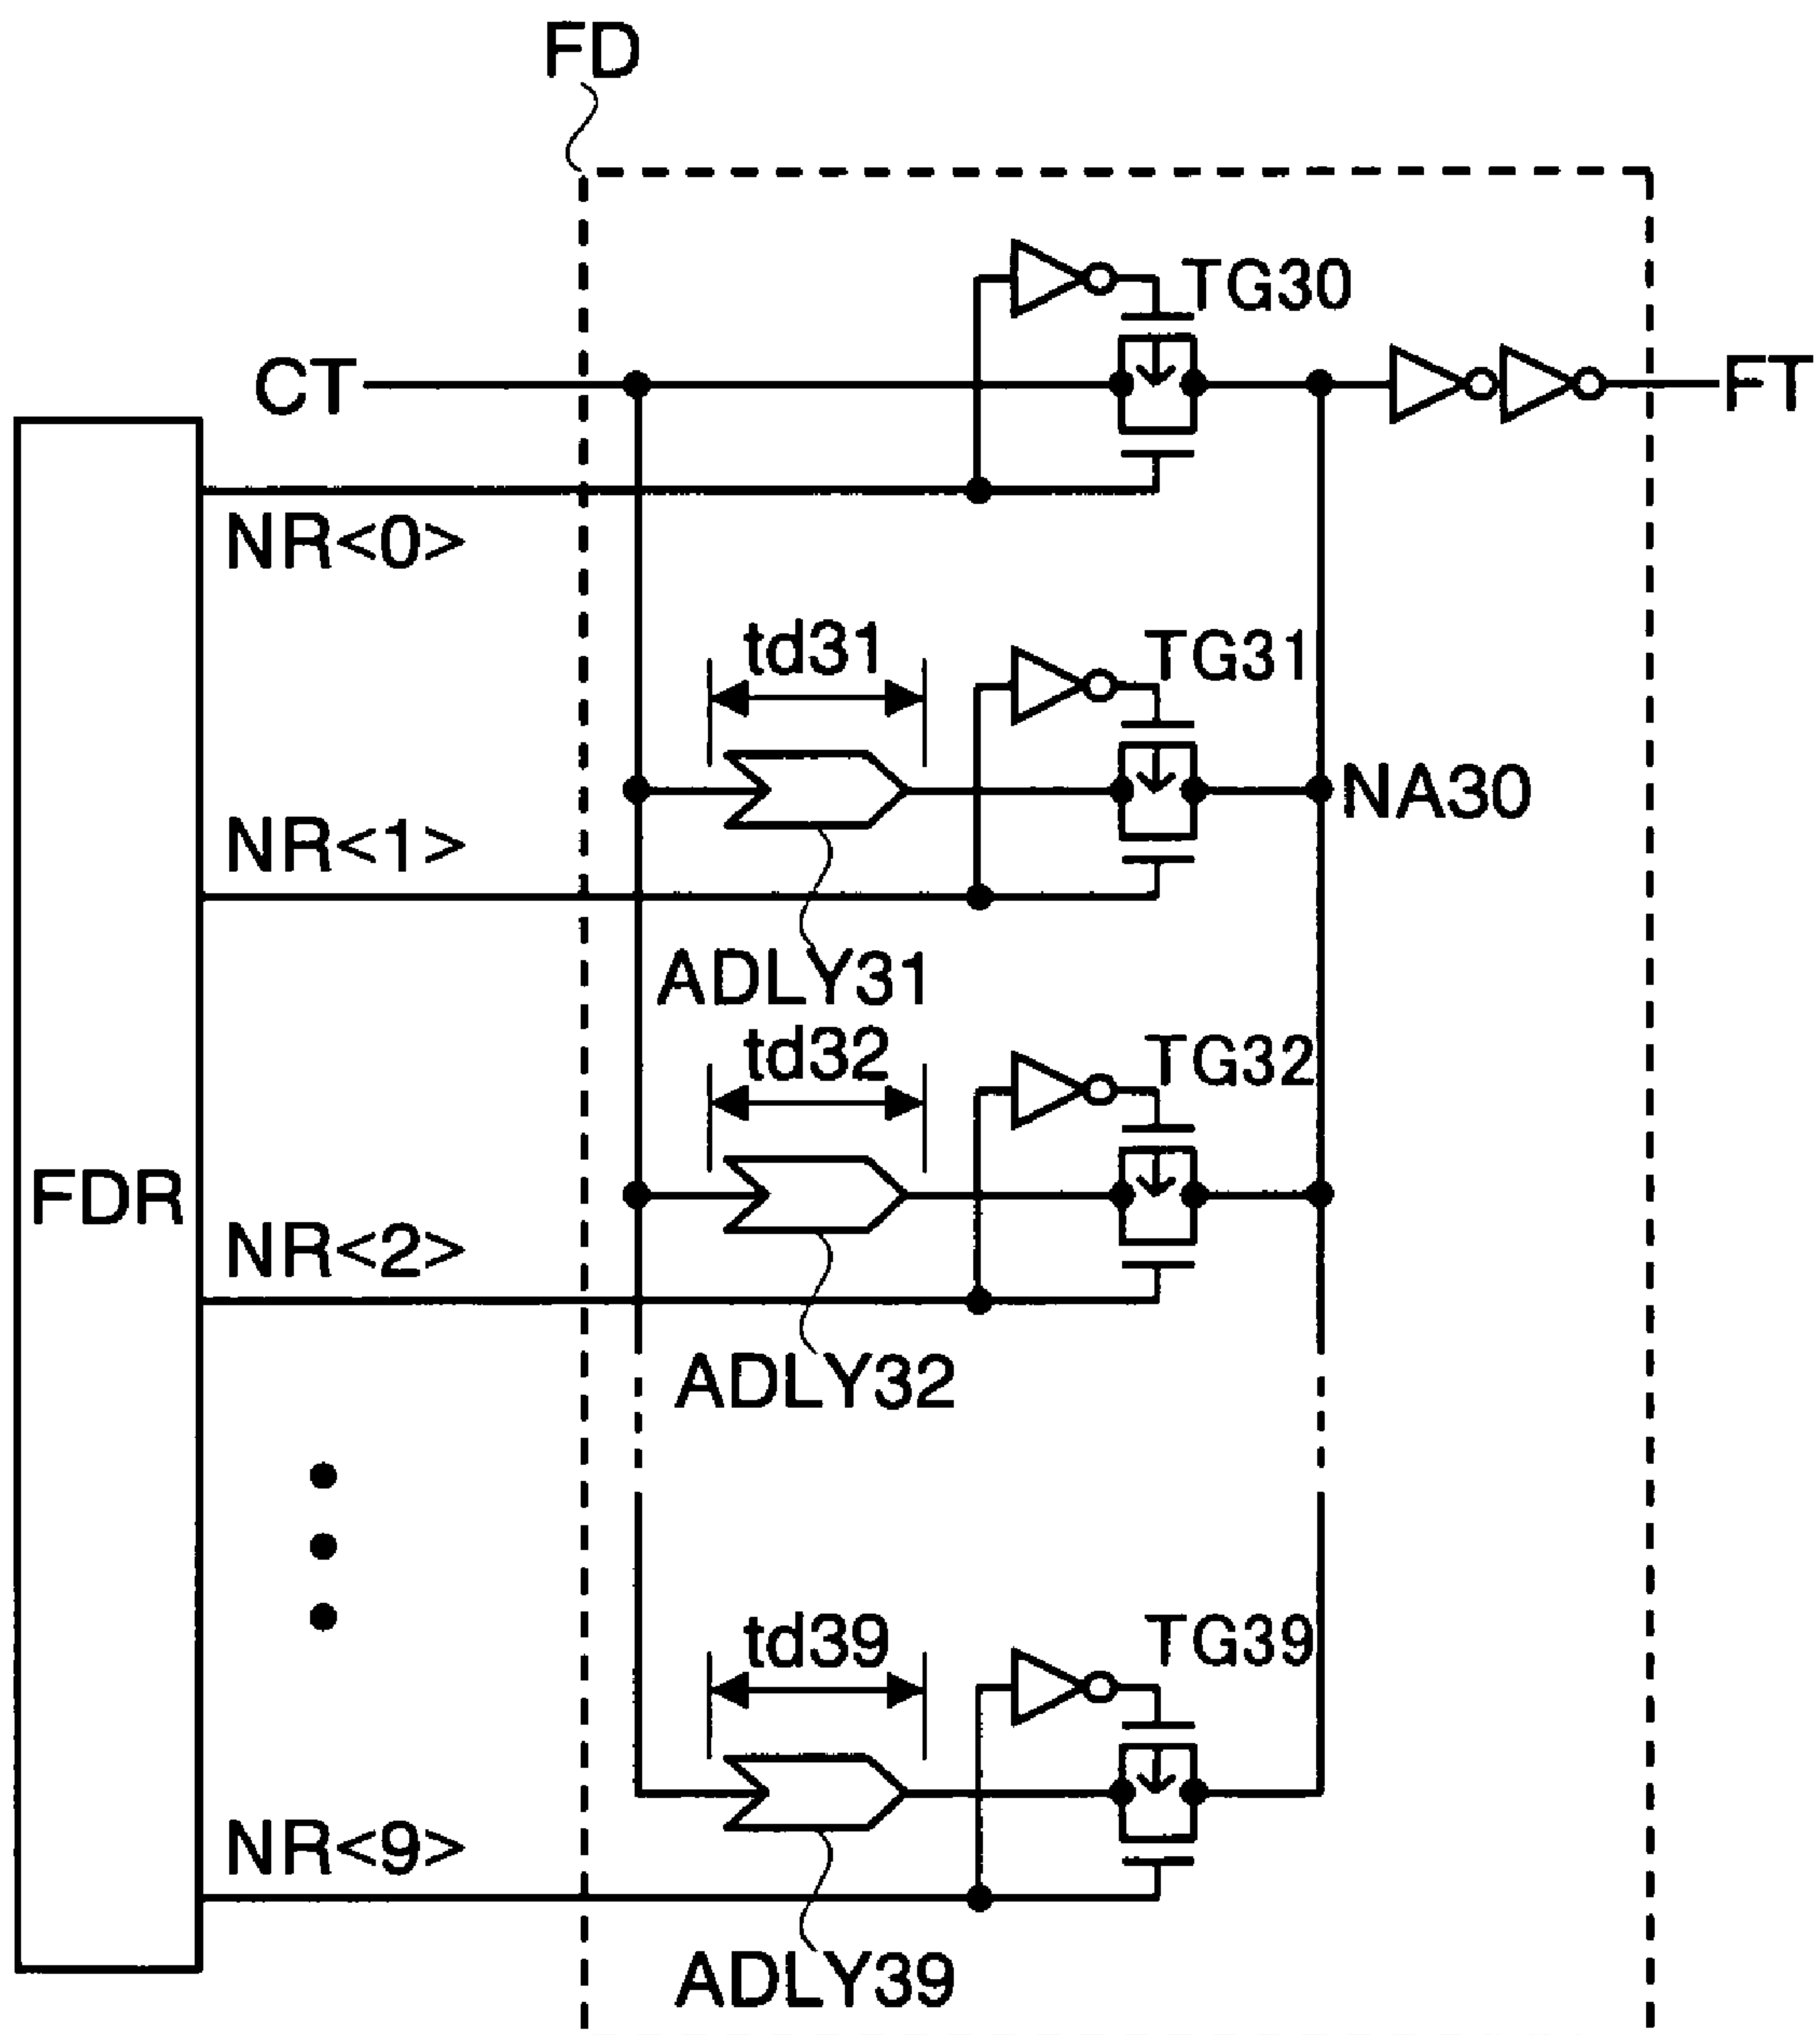 FD
TG30
CT
FT
NR<0>
td31
TG31
NA30
NR<1>
ADLY31
td32
TG32
FDR
NR<2>
ADLY32
td39
TG39
NR<9>
ADLY39